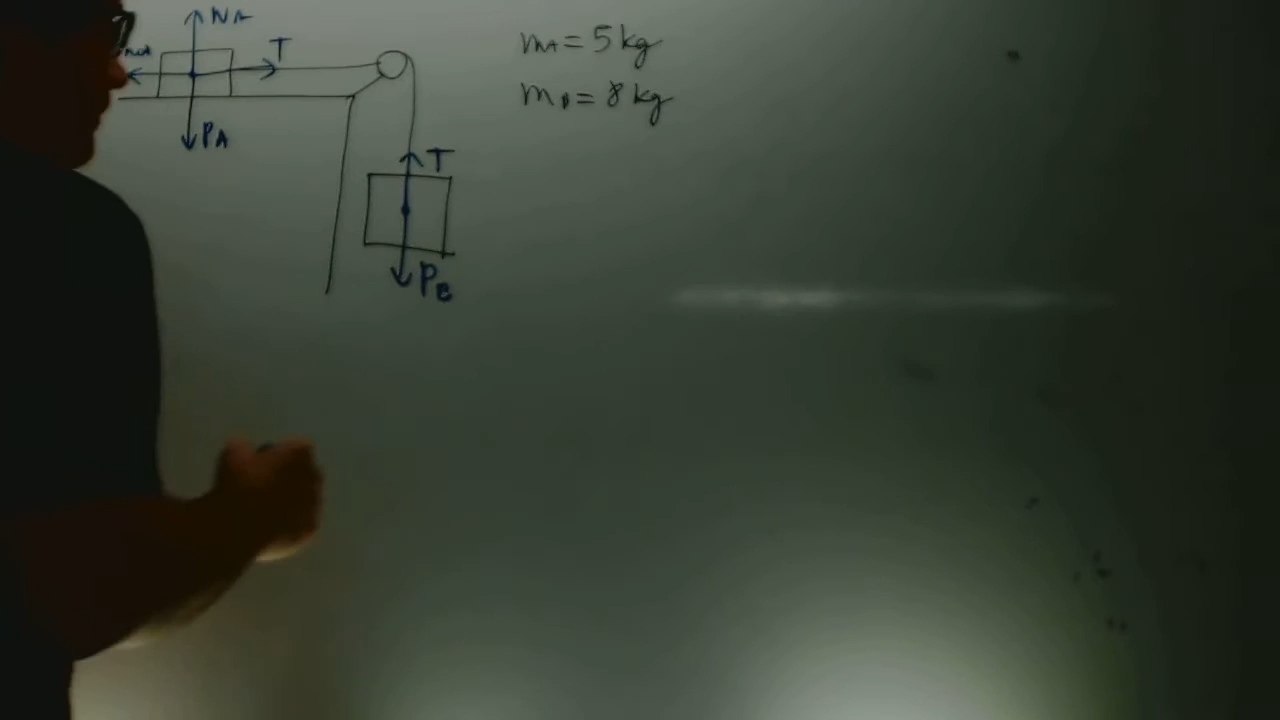 NA
T
mA = 5 kg
mB = 8 kg
PA
T
PB